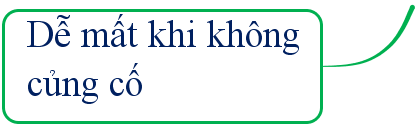 Dễ mất khi không
củng cố